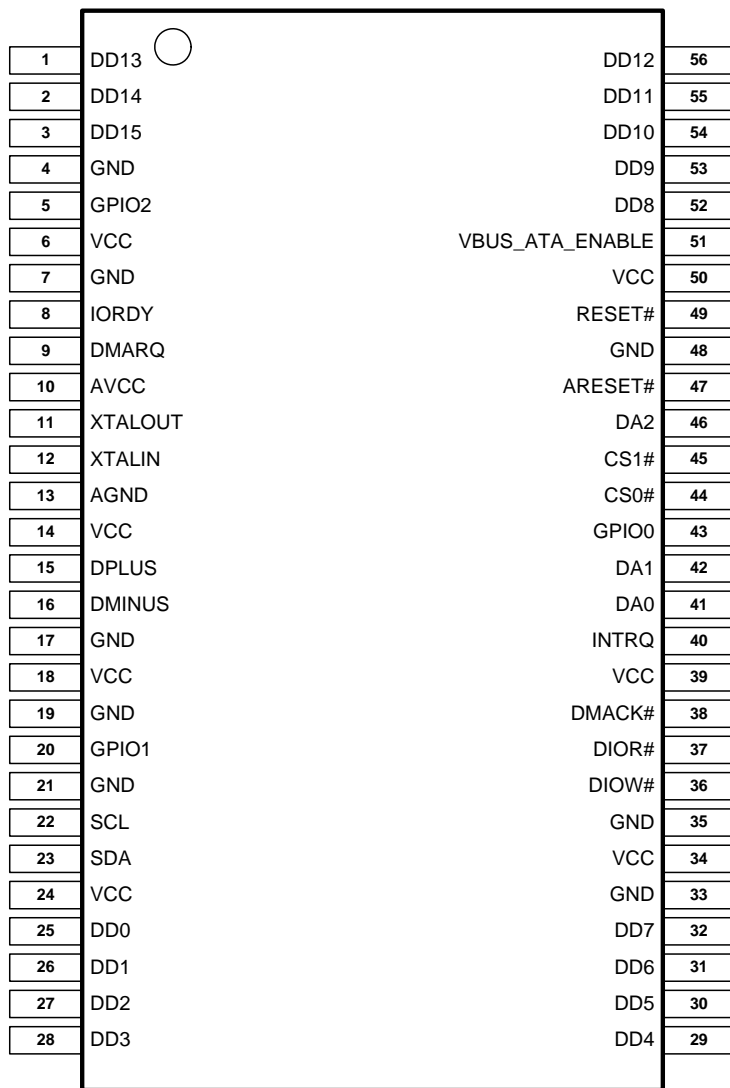 1 DD13 DD12 56
2 DD14 DD11 55
3 DD15 DD10 54
4 GND DD9 53
5 GPIO2 DD8 52
6 VCC VBUS_ATA_ENABLE 51
7 GND VCC 50
8 IORDY RESET# 49
9 DMARQ GND 48
10 AVCC ARESET# 47
11 XTALOUT DA2 46
12 XTALIN CS1# 45
13 AGND CS0# 44
14 VCC GPIO0 43
15 DPLUS DA1 42
16 DMINUS DA0 41
17 GND INTRQ 40
18 VCC VCC 39
19 GND DMACK# 38
20 GPIO1 DIOR# 37
21 GND DIOW# 36
22 SCL GND 35
23 SDA VCC 34
24 VCC GND 33
25 DD0 DD7 32
26 DD1 DD6 31
27 DD2 DD5 30
28 DD3 DD4 29